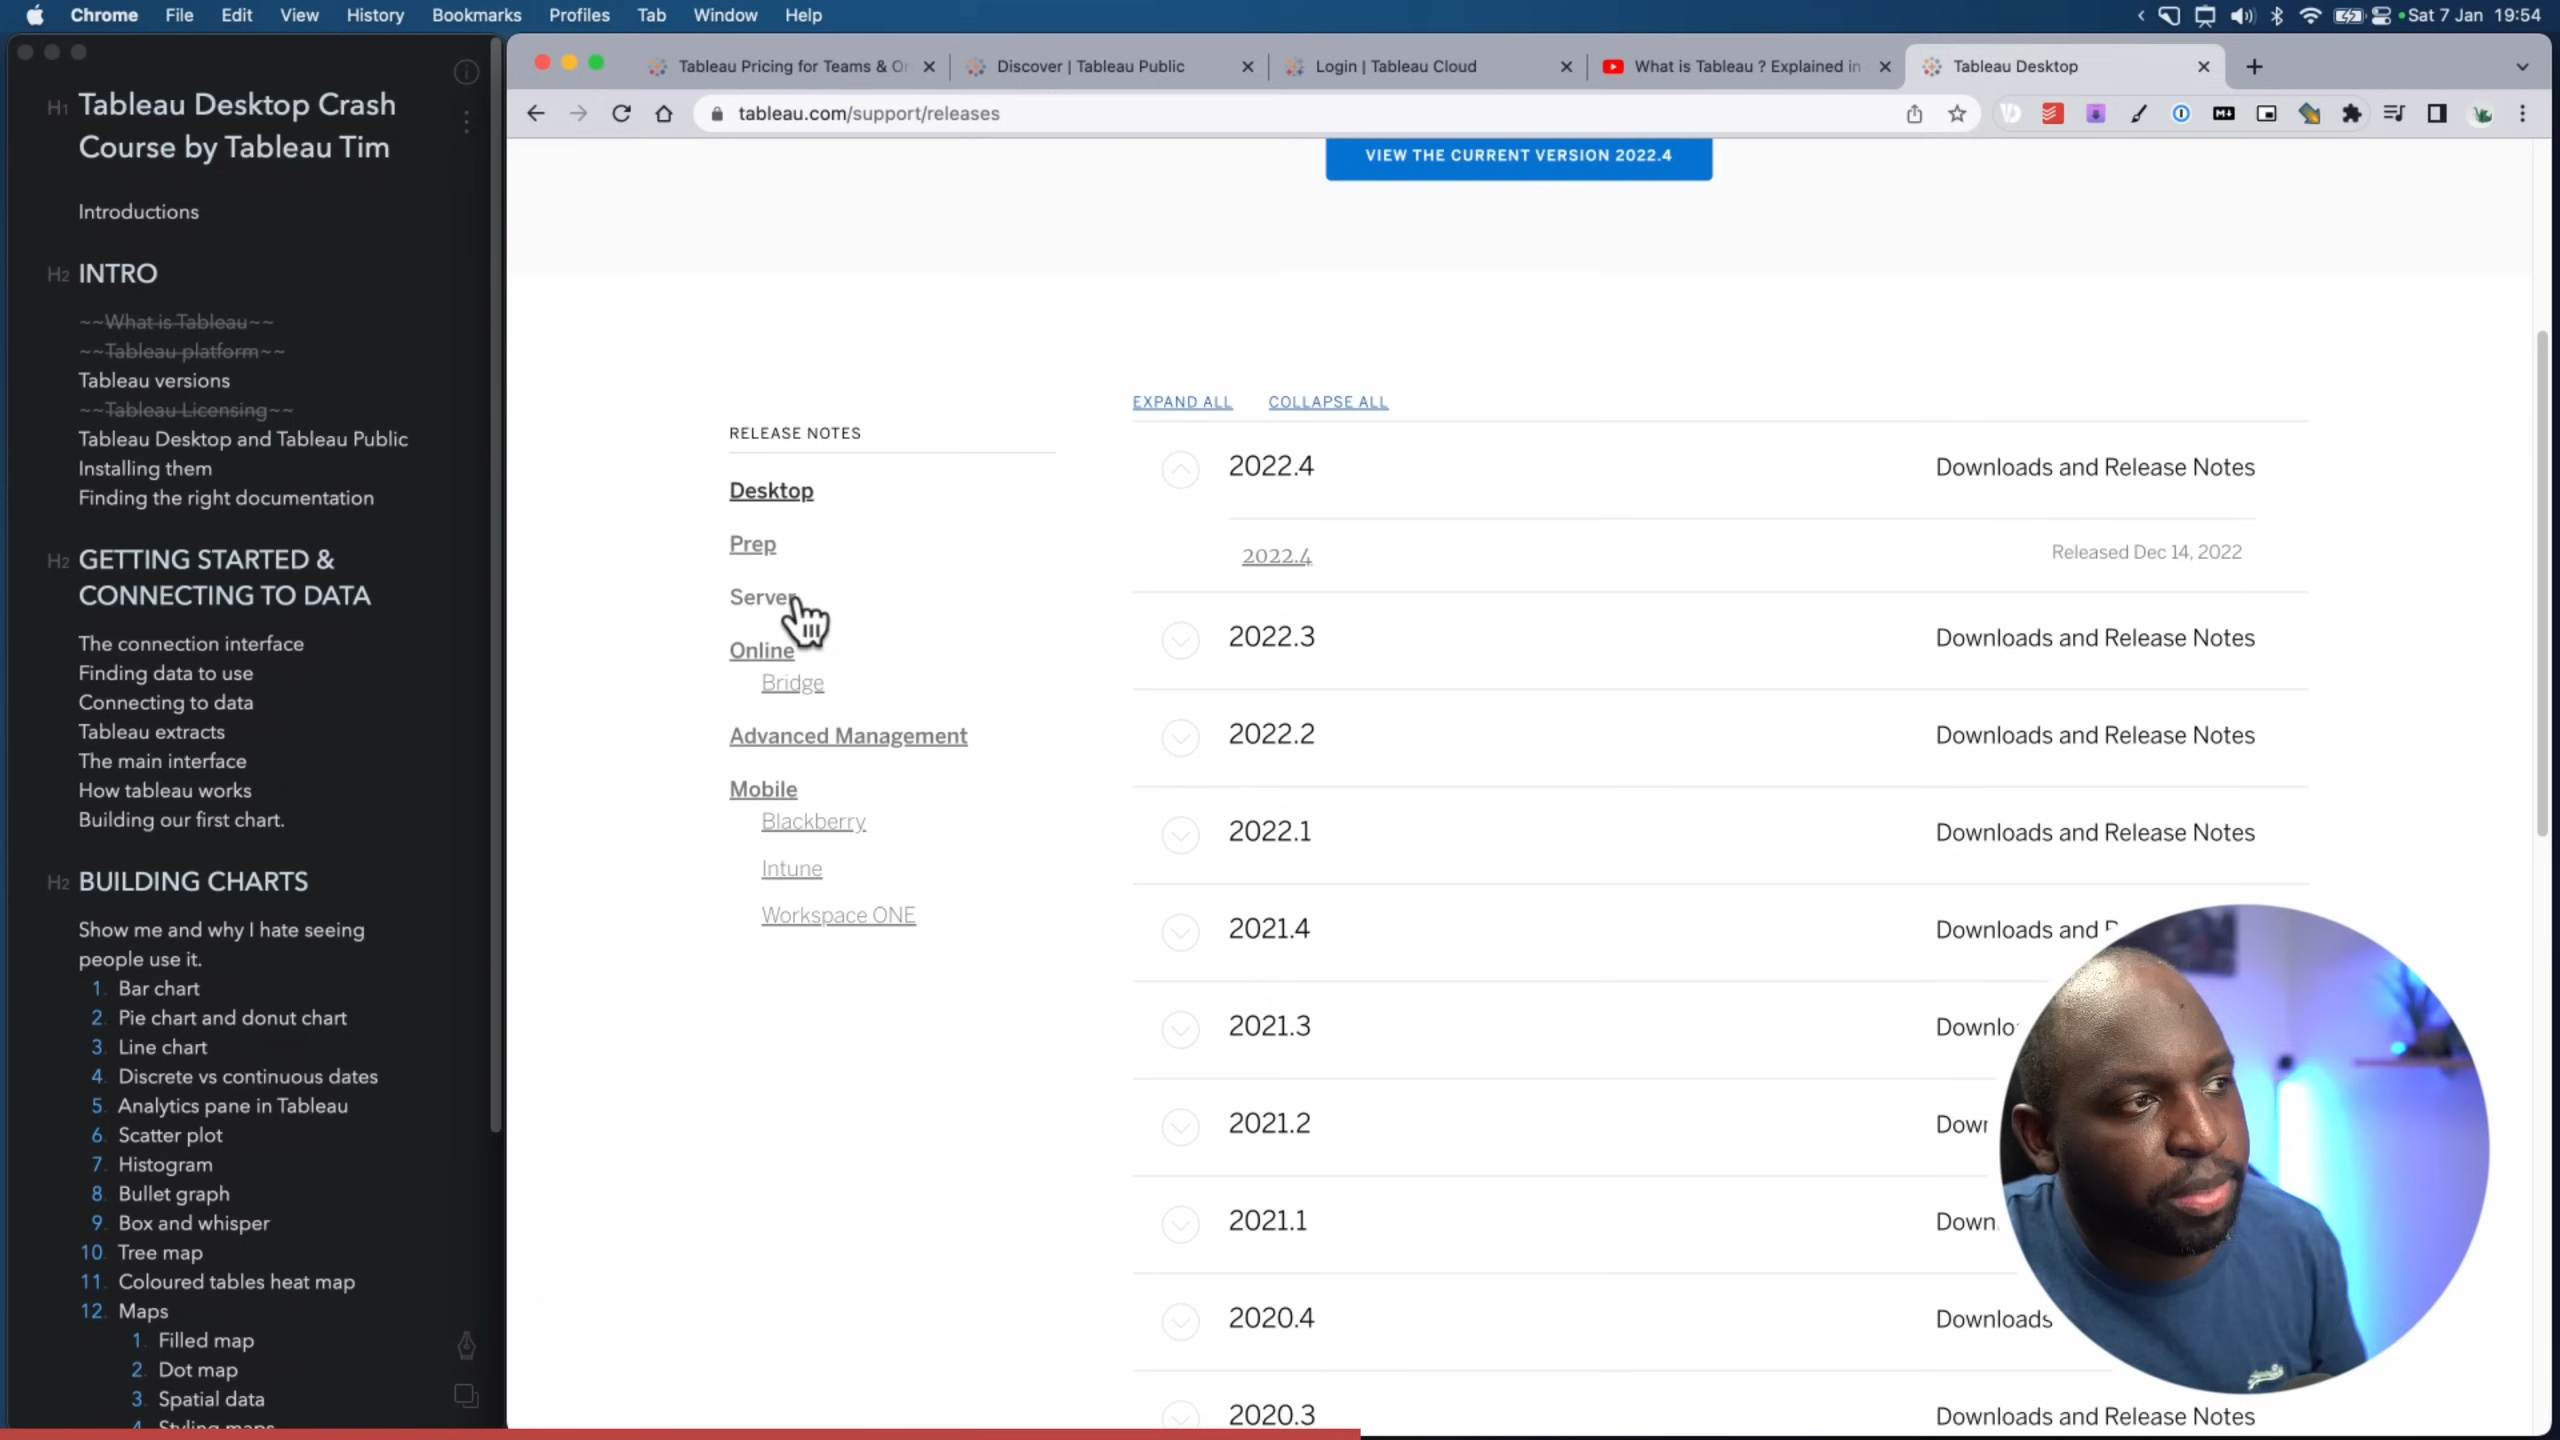 Chrome File Edit View History Bookmarks Profiles Tab Window Help
Sat 7 Jan 19:54
H1 Tableau Desktop Crash
Course by Tableau Tim
Introductions
H2 INTRO
~~What is Tableau~~
~~Tableau platform~~
Tableau versions
~~Tableau Licensing~~
Tableau Desktop and Tableau Public
Installing them
Finding the right documentation
H2 GETTING STARTED &
CONNECTING TO DATA
The connection interface
Finding data to use
Connecting to data
Tableau extracts
The main interface
How tableau works
Building our first chart.
H2 BUILDING CHARTS
Show me and why I hate seeing
people use it.
1. Bar chart
2. Pie chart and donut chart
3. Line chart
4. Discrete vs continuous dates
5. Analytics pane in Tableau
6. Scatter plot
7. Histogram
8. Bullet graph
9. Box and whisper
10. Tree map
11. Coloured tables heat map
12. Maps
1. Filled map
2. Dot map
3. Spatial data
4. Styling maps
Tableau Pricing for Teams & Or
Discover | Tableau Public
Login | Tableau Cloud
What is Tableau ? Explained in
Tableau Desktop
tableau.com/support/releases
VIEW THE CURRENT VERSION 2022.4
RELEASE NOTES
Desktop
Prep
Server
Online
Bridge
Advanced Management
Mobile
Blackberry
Intune
Workspace ONE
EXPAND ALL COLLAPSE ALL
2022.4 Downloads and Release Notes
2022.4 Released Dec 14, 2022
2022.3 Downloads and Release Notes
2022.2 Downloads and Release Notes
2022.1 Downloads and Release Notes
2021.4 Downloads and
2021.3
2021.2
2021.1
2020.4 Downloads
2020.3 Downloads and Release Notes